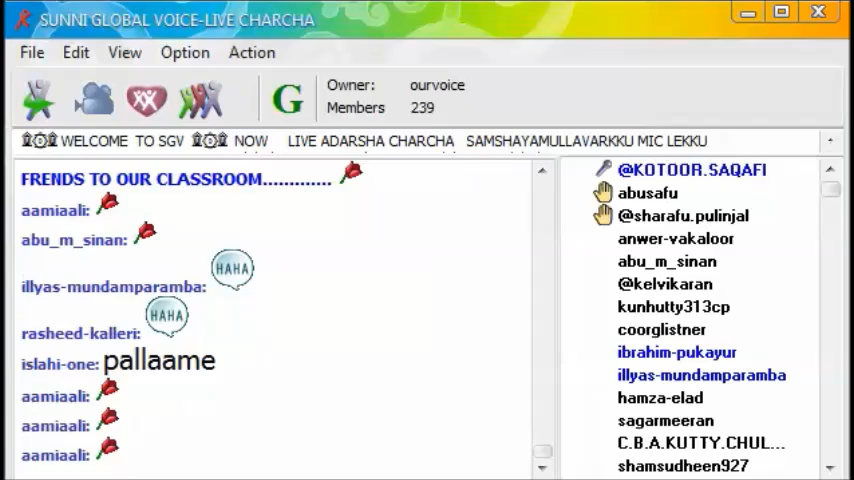 SUNNI GLOBAL VOICE-LIVE CHARCHA
File Edit View Option Action
G
Owner: ourvoice
Members 239
WELCOME TO SGV NOW LIVE ADARSHA CHARCHA SAMSHAYAMULLAVARKKU MIC LEKKU
FRENDS TO OUR CLASSROOM.............
aamiaali:
abu_m_sinan:
illyas-mundamparamba: HAHA
rasheed-kalleri: HAHA
islahi-one: pallaame
aamiaali:
aamiaali:
aamiaali:
@KOTOOR.SAQAFI
abusafu
@sharafu.pulinjal
anwer-vakaloor
abu_m_sinan
@kelvikaran
kunhutty313cp
coorglistner
ibrahim-pukayur
illyas-mundamparamba
hamza-elad
sagarmeeran
C.B.A.KUTTY.CHUL...
shamsudheen927